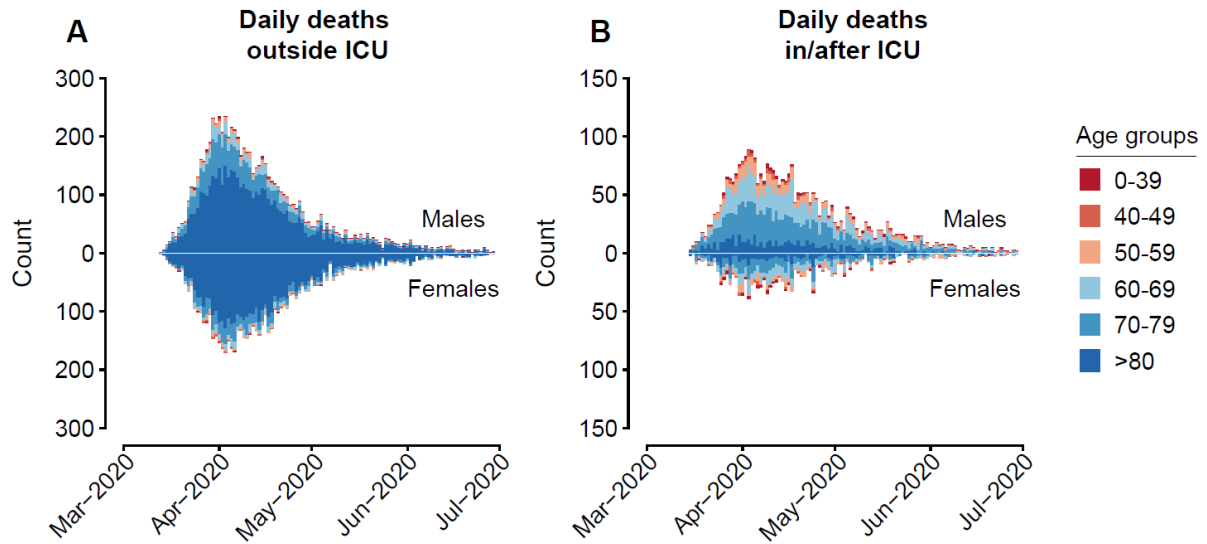 A
Daily deaths
outside ICU
Count
300
200
100
0
100
200
300
Males
Females
Mar−2020
Apr−2020
May−2020
Jun−2020
Jul−2020
B
Daily deaths
in/after ICU
Count
150
100
50
0
50
100
150
Males
Females
Mar−2020
Apr−2020
May−2020
Jun−2020
Jul−2020
Age groups
0-39
40-49
50-59
60-69
70-79
>80